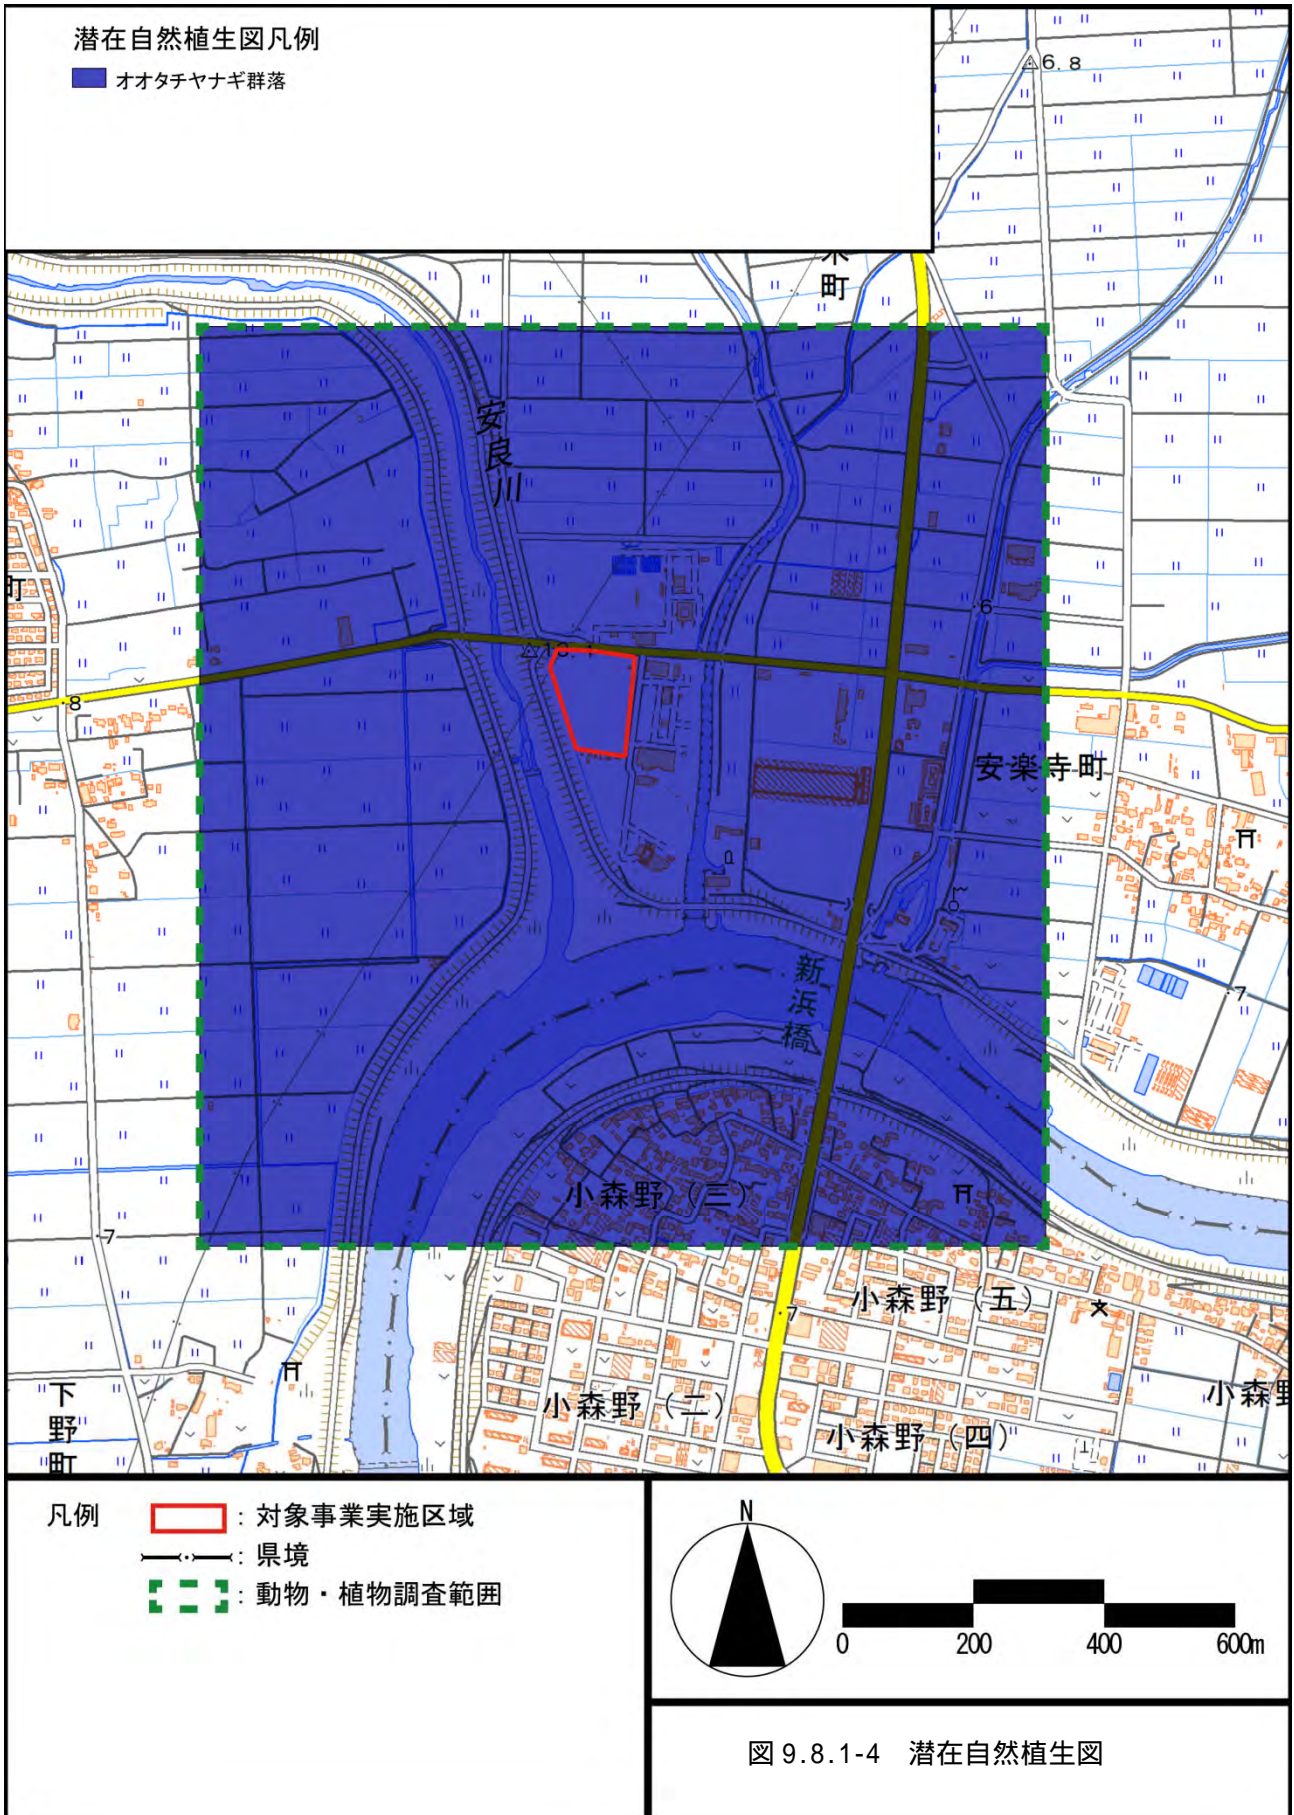 潜在自然植生図凡例
オオタチヤナギ群落
6.8
町
安良川
町
8
6
安楽寺町
新浜橋
7
小森野(三)
7
小森野(五)
7
文
下野町
小森野(二)
小森野(四)
小森野
凡例
: 対象事業実施区域
: 県境
: 動物・植物調査範囲
N
0 200 400 600m
図 9.8.1-4 潜在自然植生図